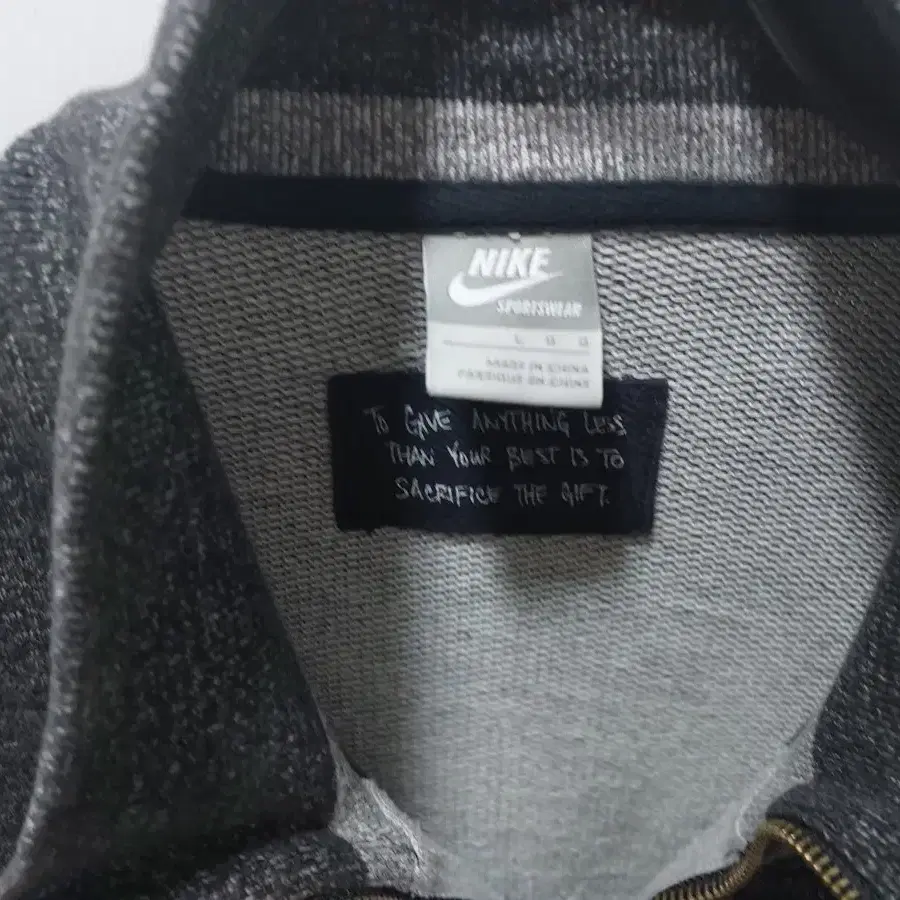 NIKE
SPORTSWEAR
L G G
MADE IN CHINA
FABRIQUE EN CHINE
TO GIVE ANYTHING LESS
THAN YOUR BEST IS TO
SACRIFICE THE GIFT.